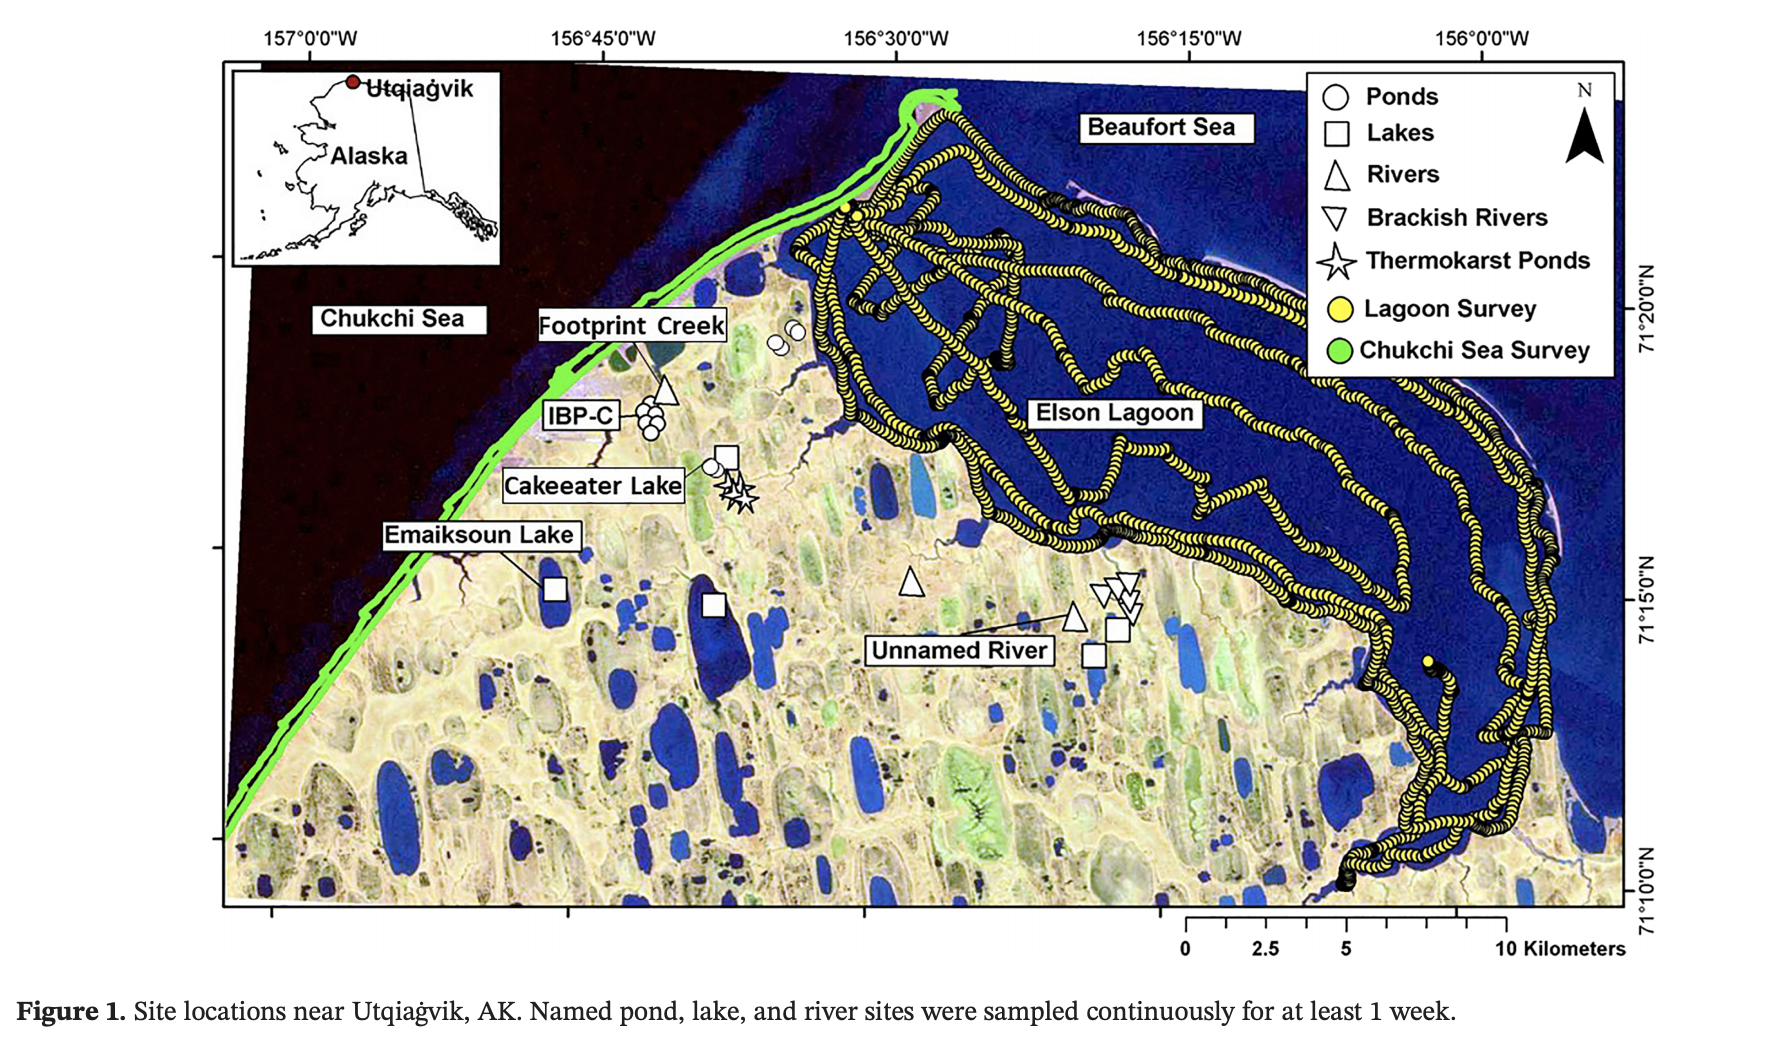 157°0'0"W
156°45'0"W
156°30'0"W
156°15'0"W
156°0'0"W
Utqiaġvik
Alaska
Chukchi Sea
Beaufort Sea
N
Ponds
Lakes
Rivers
Brackish Rivers
Thermokarst Ponds
Lagoon Survey
Chukchi Sea Survey
Footprint Creek
IBP-C
Cakeeater Lake
Emaiksoun Lake
Elson Lagoon
Unnamed River
71°20'0"N
71°15'0"N
71°10'0"N
0 2.5 5 10 Kilometers
Figure 1. Site locations near Utqiaġvik, AK. Named pond, lake, and river sites were sampled continuously for at least 1 week.